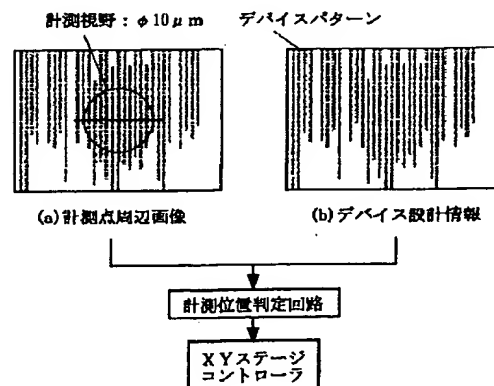 計測視野：φ10μm
デバイスパターン
(a)計測点周辺画像
(b)デバイス設計情報
計測位置判定回路
XYステージ
コントローラ